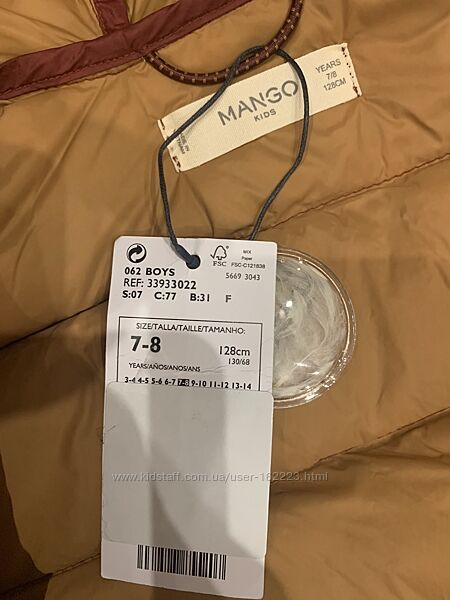 MANGO
KIDS
YEARS
7/8
128CM
MADE IN
FSC
MIX
Paper
FSC-C121838
062 BOYS
REF: 33933022
S:07 C:77 B:31 F
5669 3043
SIZE/TALLA/TAILLE/TAMANHO:
7-8
128cm
130/68
YEARS/AÑOS/ANOS/ANS
3-4 4-5 5-6 6-7 7-8 9-10 11-12 13-14
www.kidstaff.com.ua/user-182223.html